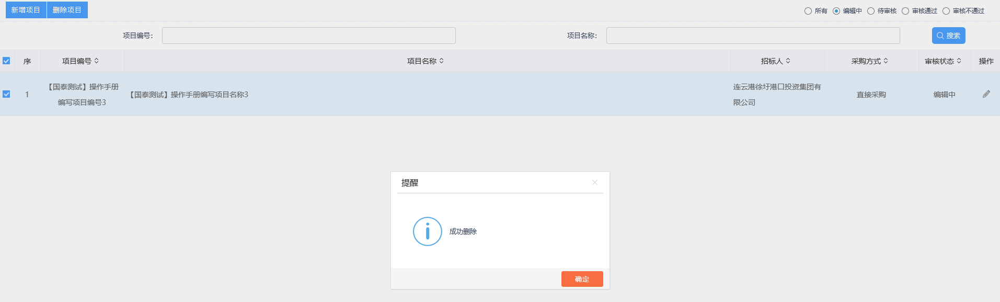 新增项目 删除项目 所有 编辑中 待审核 审核通过 审核不通过
项目编号： 项目名称： 搜索
序 项目编号 项目名称 招标人 采购方式 审核状态 操作
1 【国泰测试】操作手册编写项目编号3 【国泰测试】操作手册编写项目名称3 连云港徐圩港口投资集团有限公司 直接采购 编辑中
提醒
成功删除
确定